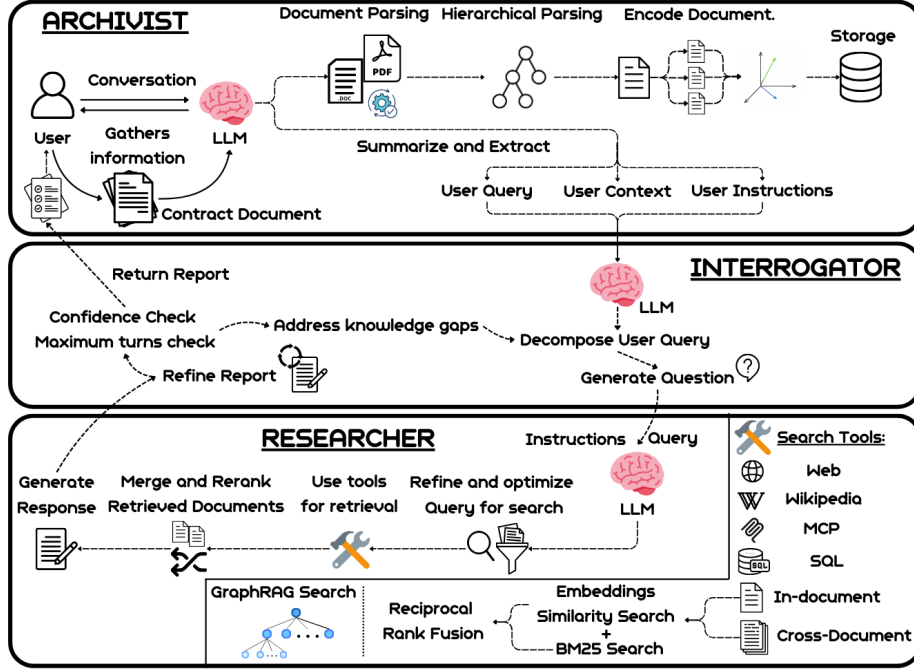 ARCHIVIST
Document Parsing
Hierarchical Parsing
Encode Document.
Storage
.DOC
PDF
Conversation
User
LLM
Gathers
information
Contract Document
Summarize and Extract
User Query
User Context
User Instructions
INTERROGATOR
Return Report
LLM
Confidence Check
Maximum turns check
Address knowledge gaps
Decompose User Query
Refine Report
Generate Question
?
RESEARCHER
Instructions
Query
LLM
Generate
Response
Merge and Rerank
Retrieved Documents
Use tools
for retrieval
Refine and optimize
Query for search
Search Tools:
Web
W
Wikipedia
MCP
SQL
SQL
In-document
Cross-Document
GraphRAG Search
Reciprocal
Rank Fusion
Embeddings
Similarity Search
+
BM25 Search